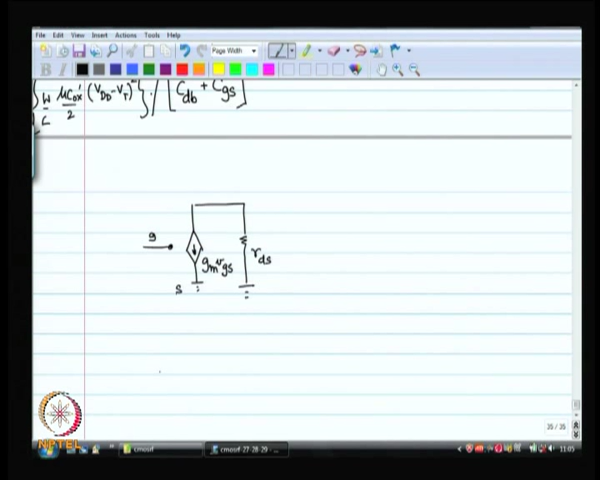 File Edit View Insert Actions Tools Help
Page Width
B I
W/L μCox'/2 (VDD-VT) } / [Cdb + Cgs]
g
gmvgs
rds
s
35 / 35
NPTEL
cmosrf
cmosrf-27-28-29 - ...
11:05